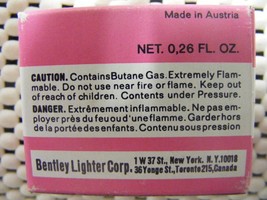 Made in Austria
NET. 0,26 FL. OZ.
CAUTION. ContainsButane Gas. Extremely Flam-
mable. Do not use near fire or flame. Keep out
of reach of children. Contents under Pressure.
DANGER. Extrêmement inflammable. Ne pas em-
ployer près du feu ou d'une flamme. Garder hors
de la portée des enfants. Contenu sous pression
Bentley Lighter Corp. 1 W 37 St., New York. N.Y. 10018
36 Yonge St., Toronto 215, Canada